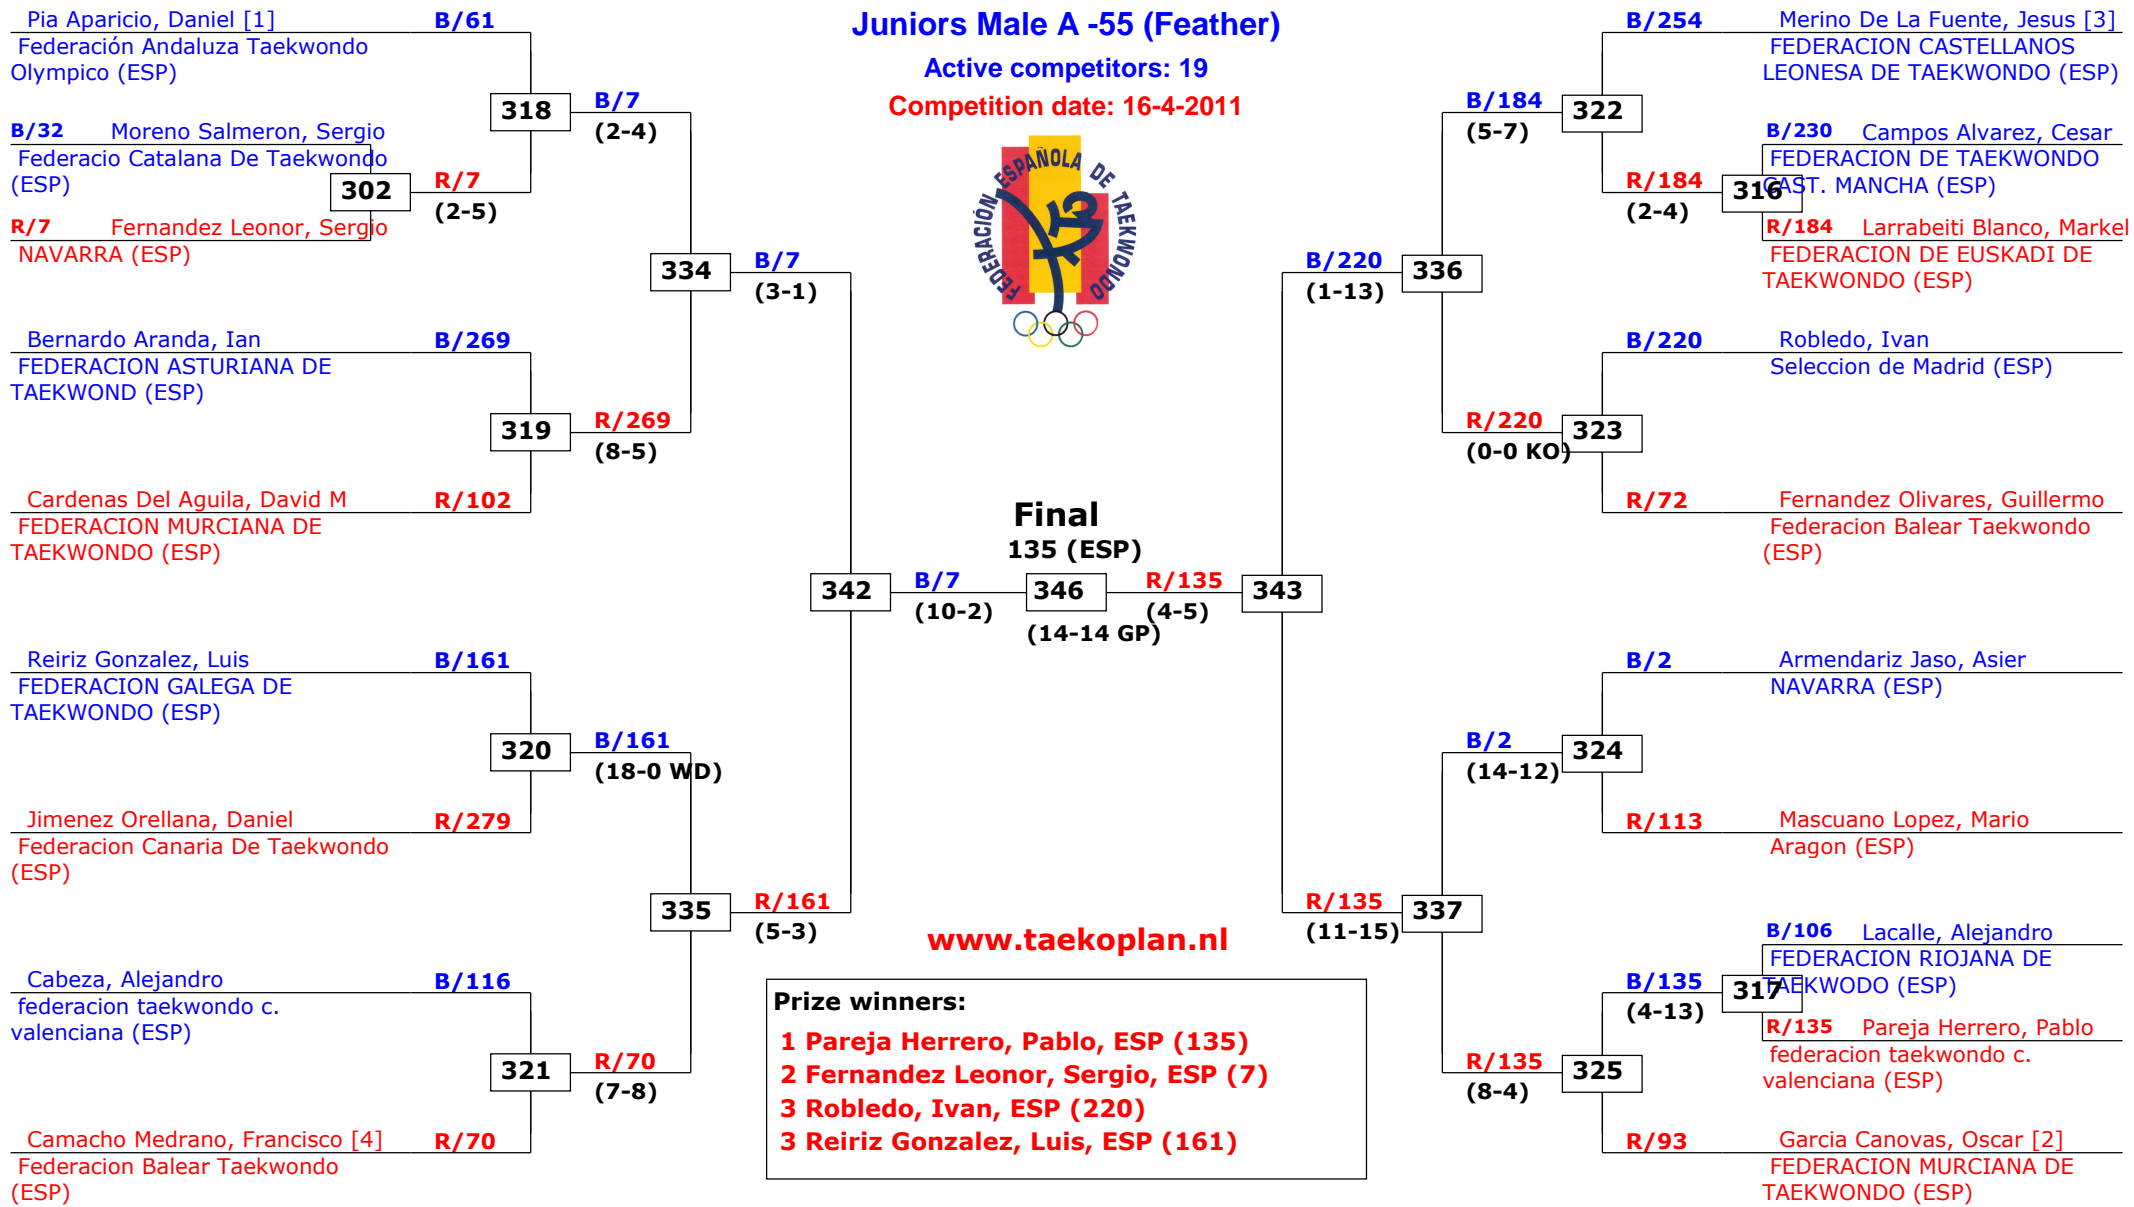 Juniors Male A -55 (Feather)
Active competitors: 19
Competition date: 16-4-2011
FEDERACIÓN ESPAÑOLA DE TAEKWONDO
Pia Aparicio, Daniel [1] B/61
Federación Andaluza Taekwondo
Olympico (ESP)
318
B/7
(2-4)
B/32 Moreno Salmeron, Sergio
Federacio Catalana De Taekwondo
(ESP)
302
R/7
(2-5)
R/7 Fernandez Leonor, Sergio
NAVARRA (ESP)
334
B/7
(3-1)
Bernardo Aranda, Ian B/269
FEDERACION ASTURIANA DE
TAEKWOND (ESP)
319
R/269
(8-5)
Cardenas Del Aguila, David M R/102
FEDERACION MURCIANA DE
TAEKWONDO (ESP)
342
B/7
(10-2)
Reiriz Gonzalez, Luis B/161
FEDERACION GALEGA DE
TAEKWONDO (ESP)
320
B/161
(18-0 WD)
Jimenez Orellana, Daniel R/279
Federacion Canaria De Taekwondo
(ESP)
335
R/161
(5-3)
Cabeza, Alejandro B/116
federacion taekwondo c.
valenciana (ESP)
321
R/70
(7-8)
Camacho Medrano, Francisco [4] R/70
Federacion Balear Taekwondo
(ESP)
Final
135 (ESP)
346
(14-14 GP)
B/254 Merino De La Fuente, Jesus [3]
FEDERACION CASTELLANOS
LEONESA DE TAEKWONDO (ESP)
B/184
(5-7)
322
B/230 Campos Alvarez, Cesar
FEDERACION DE TAEKWONDO
CAST. MANCHA (ESP)
R/184
(2-4)
316
R/184 Larrabeiti Blanco, Markel
FEDERACION DE EUSKADI DE
TAEKWONDO (ESP)
B/220
(1-13)
336
B/220 Robledo, Ivan
Seleccion de Madrid (ESP)
R/220
(0-0 KO)
323
R/72 Fernandez Olivares, Guillermo
Federacion Balear Taekwondo
(ESP)
R/135
(4-5)
343
B/2 Armendariz Jaso, Asier
NAVARRA (ESP)
B/2
(14-12)
324
R/113 Mascuano Lopez, Mario
Aragon (ESP)
R/135
(11-15)
337
B/106 Lacalle, Alejandro
FEDERACION RIOJANA DE
TAEKWODO (ESP)
B/135
(4-13)
317
R/135 Pareja Herrero, Pablo
federacion taekwondo c.
valenciana (ESP)
R/135
(8-4)
325
R/93 Garcia Canovas, Oscar [2]
FEDERACION MURCIANA DE
TAEKWONDO (ESP)
www.taekoplan.nl
Prize winners:
1 Pareja Herrero, Pablo, ESP (135)
2 Fernandez Leonor, Sergio, ESP (7)
3 Robledo, Ivan, ESP (220)
3 Reiriz Gonzalez, Luis, ESP (161)